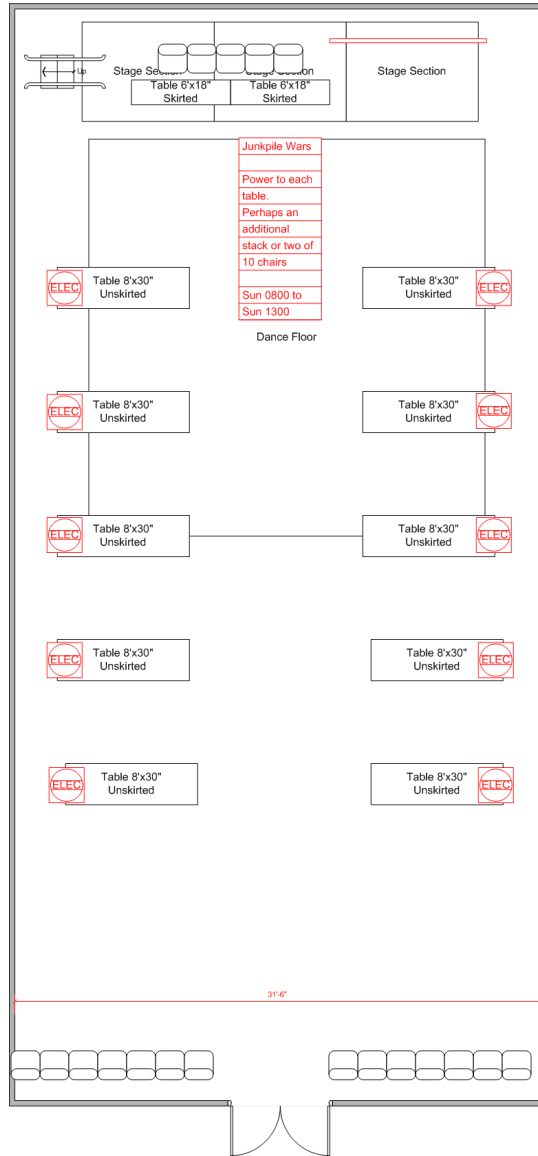 Up
Stage Section
Stage Section
Stage Section
Table 6'x18"
Skirted
Table 6'x18"
Skirted
Junkpile Wars
Power to each
table.
Perhaps an
additional
stack or two of
10 chairs
Sun 0800 to
Sun 1300
Dance Floor
ELEC
Table 8'x30"
Unskirted
Table 8'x30"
Unskirted
ELEC
ELEC
Table 8'x30"
Unskirted
Table 8'x30"
Unskirted
ELEC
ELEC
Table 8'x30"
Unskirted
Table 8'x30"
Unskirted
ELEC
ELEC
Table 8'x30"
Unskirted
Table 8'x30"
Unskirted
ELEC
ELEC
Table 8'x30"
Unskirted
Table 8'x30"
Unskirted
ELEC
31'-6"